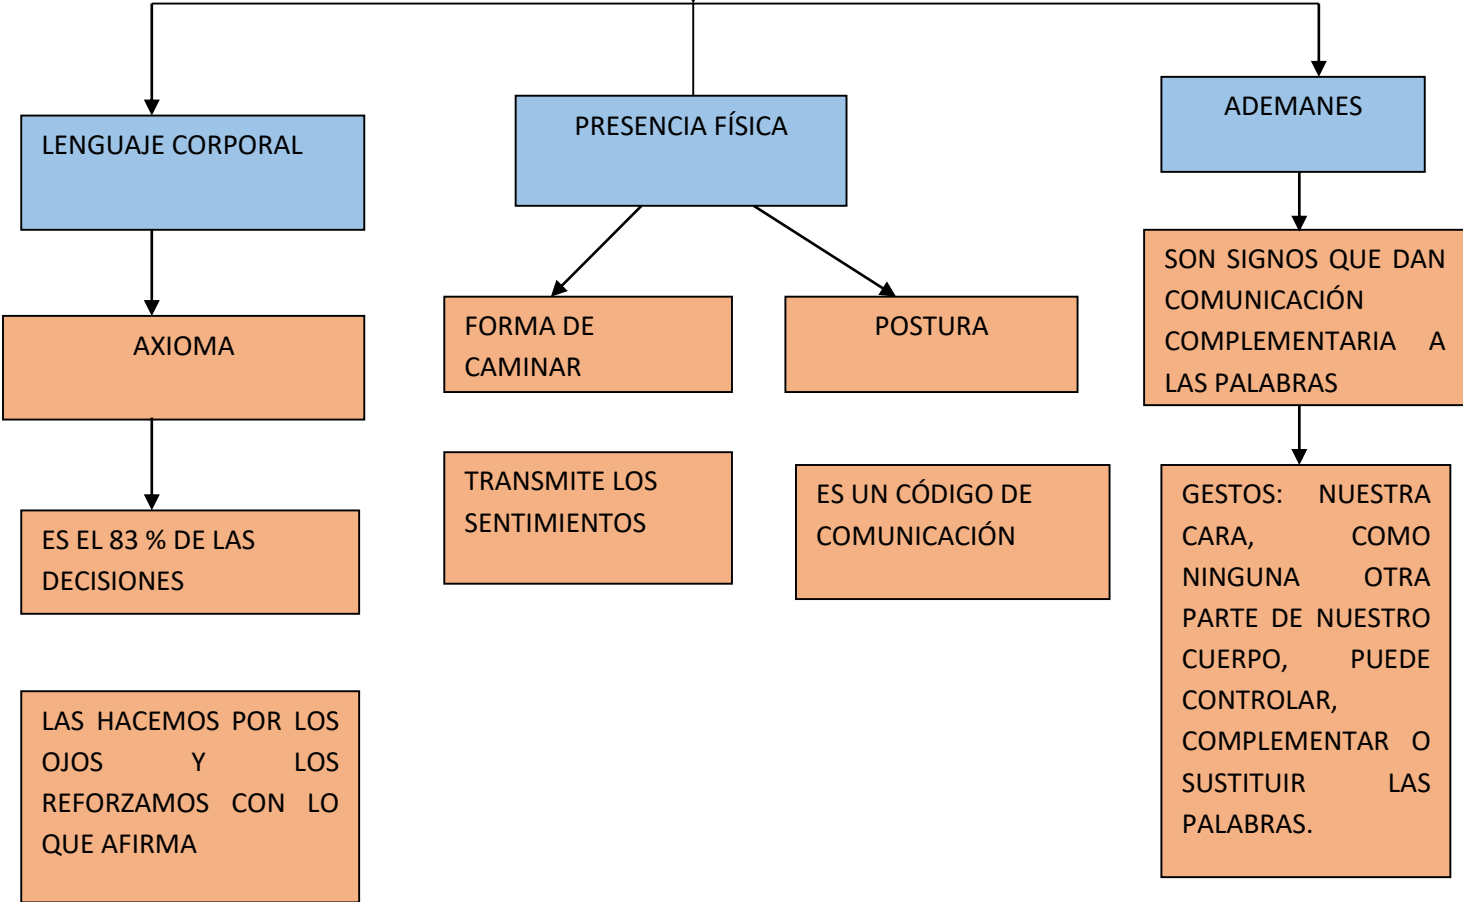 LENGUAJE CORPORAL
AXIOMA
ES EL 83 % DE LAS
DECISIONES
LAS HACEMOS POR LOS
OJOS Y LOS
REFORZAMOS CON LO
QUE AFIRMA
PRESENCIA FÍSICA
FORMA DE
CAMINAR
TRANSMITE LOS
SENTIMIENTOS
POSTURA
ES UN CÓDIGO DE
COMUNICACIÓN
ADEMANES
SON SIGNOS QUE DAN
COMUNICACIÓN
COMPLEMENTARIA A
LAS PALABRAS
GESTOS: NUESTRA
CARA, COMO
NINGUNA OTRA
PARTE DE NUESTRO
CUERPO, PUEDE
CONTROLAR,
COMPLEMENTAR O
SUSTITUIR LAS
PALABRAS.